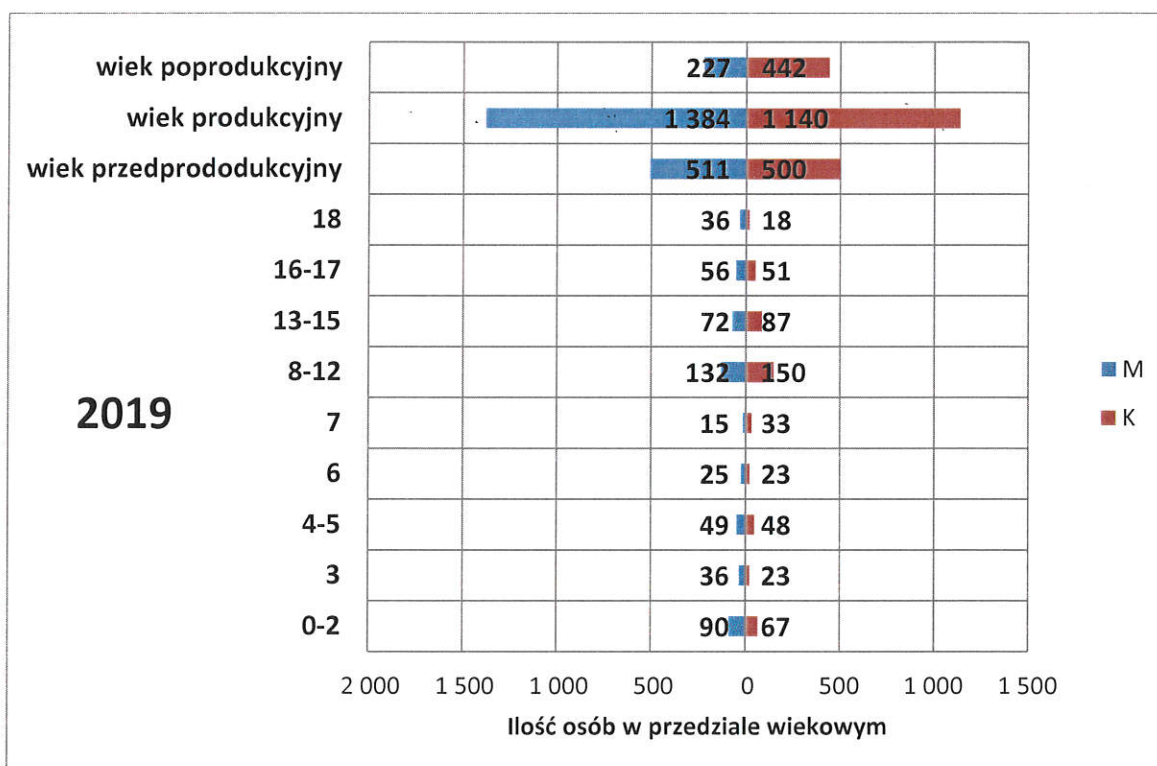 wiek poprodukcyjny 227 442
wiek produkcyjny 1 384 1 140
wiek przedprododukcyjny 511 500
18 36 18
16-17 56 51
13-15 72 87
8-12 132 150
M
2019
7 15 33
K
6 25 23
4-5 49 48
3 36 23
0-2 90 67
2 000 1 500 1 000 500 0 500 1 000 1 500
Ilość osób w przedziale wiekowym